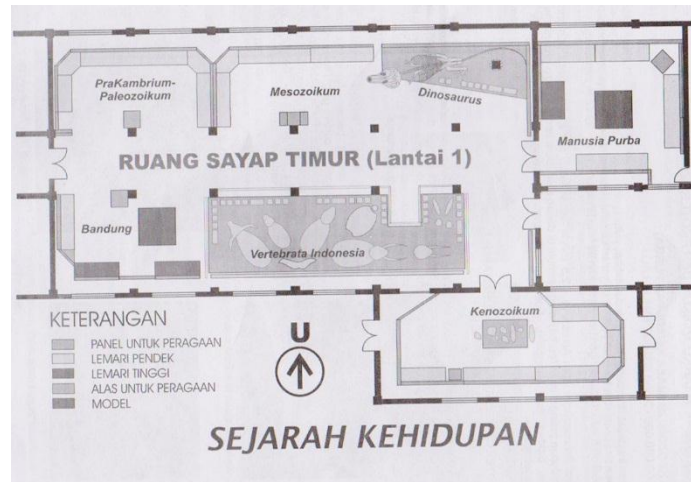 PraKambrium-
Paleozoikum
Mesozoikum
Dinosaurus
Manusia Purba
RUANG SAYAP TIMUR (Lantai 1)
Bandung
Vertebrata Indonesia
Kenozoikum
KETERANGAN
PANEL UNTUK PERAGAAN
LEMARI PENDEK
LEMARI TINGGI
ALAS UNTUK PERAGAAN
MODEL
U
SEJARAH KEHIDUPAN